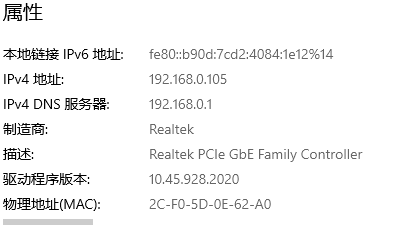 属性
本地链接 IPv6 地址: fe80::b90d:7cd2:4084:1e12%14
IPv4 地址: 192.168.0.105
IPv4 DNS 服务器: 192.168.0.1
制造商: Realtek
描述: Realtek PCIe GbE Family Controller
驱动程序版本: 10.45.928.2020
物理地址(MAC): 2C-F0-5D-0E-62-A0